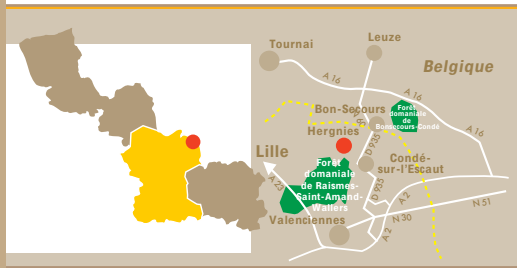 Tournai
Leuze
A 16
Belgique
A 16
Forêt
domaniale
de
Bonsecours-Condé
Bon-Secours
A 16
Hergnies
D 935
Lille
Condé-
sur-l'Escaut
Forêt
domaniale
de Raismes-
Saint-Amand-
Wallers
A 23
D 935
A 2
N 51
N 30
Valenciennes
A 2